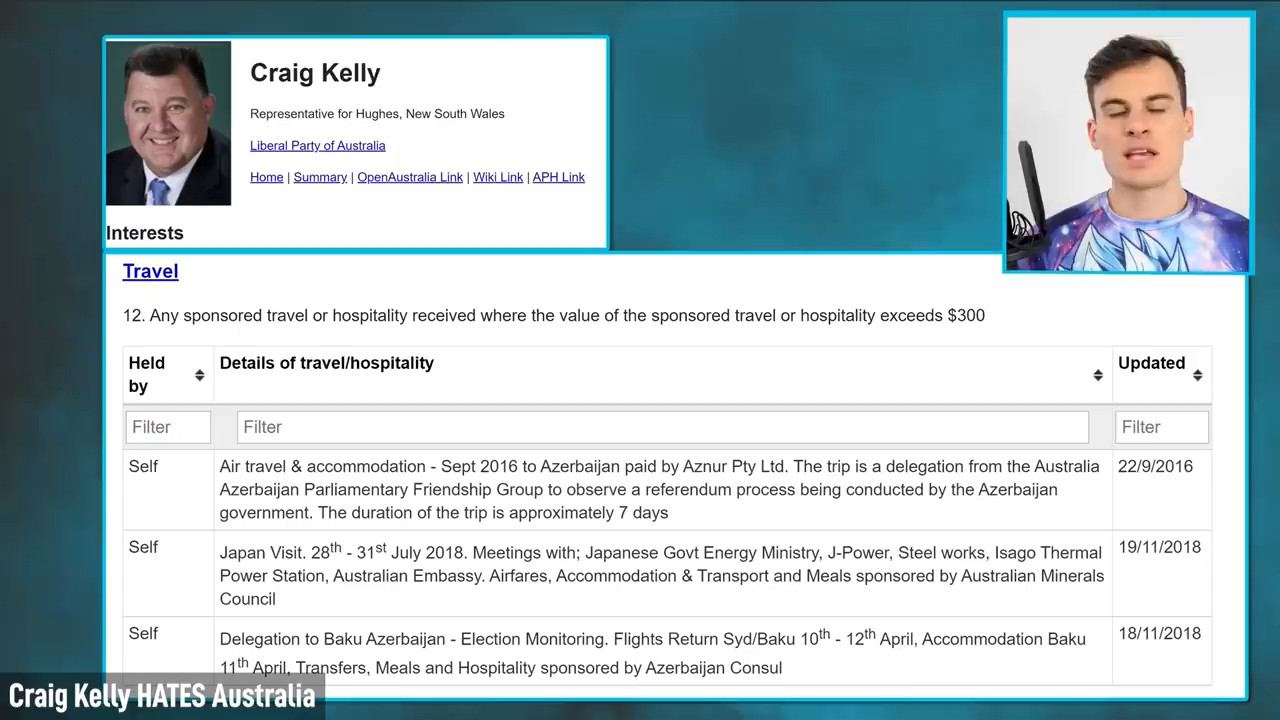 Craig Kelly
Representative for Hughes, New South Wales
Liberal Party of Australia
Home | Summary | OpenAustralia Link | Wiki Link | APH Link
Interests
Travel
12. Any sponsored travel or hospitality received where the value of the sponsored travel or hospitality exceeds $300
Held by
Details of travel/hospitality
Updated
Filter
Filter
Filter
Self
Air travel & accommodation - Sept 2016 to Azerbaijan paid by Aznur Pty Ltd. The trip is a delegation from the Australia
Azerbaijan Parliamentary Friendship Group to observe a referendum process being conducted by the Azerbaijan
government. The duration of the trip is approximately 7 days
22/9/2016
Self
Japan Visit. 28th - 31st July 2018. Meetings with; Japanese Govt Energy Ministry, J-Power, Steel works, Isago Thermal
Power Station, Australian Embassy. Airfares, Accommodation & Transport and Meals sponsored by Australian Minerals
Council
19/11/2018
Self
Delegation to Baku Azerbaijan - Election Monitoring. Flights Return Syd/Baku 10th - 12th April, Accommodation Baku
11th April, Transfers, Meals and Hospitality sponsored by Azerbaijan Consul
18/11/2018
Craig Kelly HATES Australia